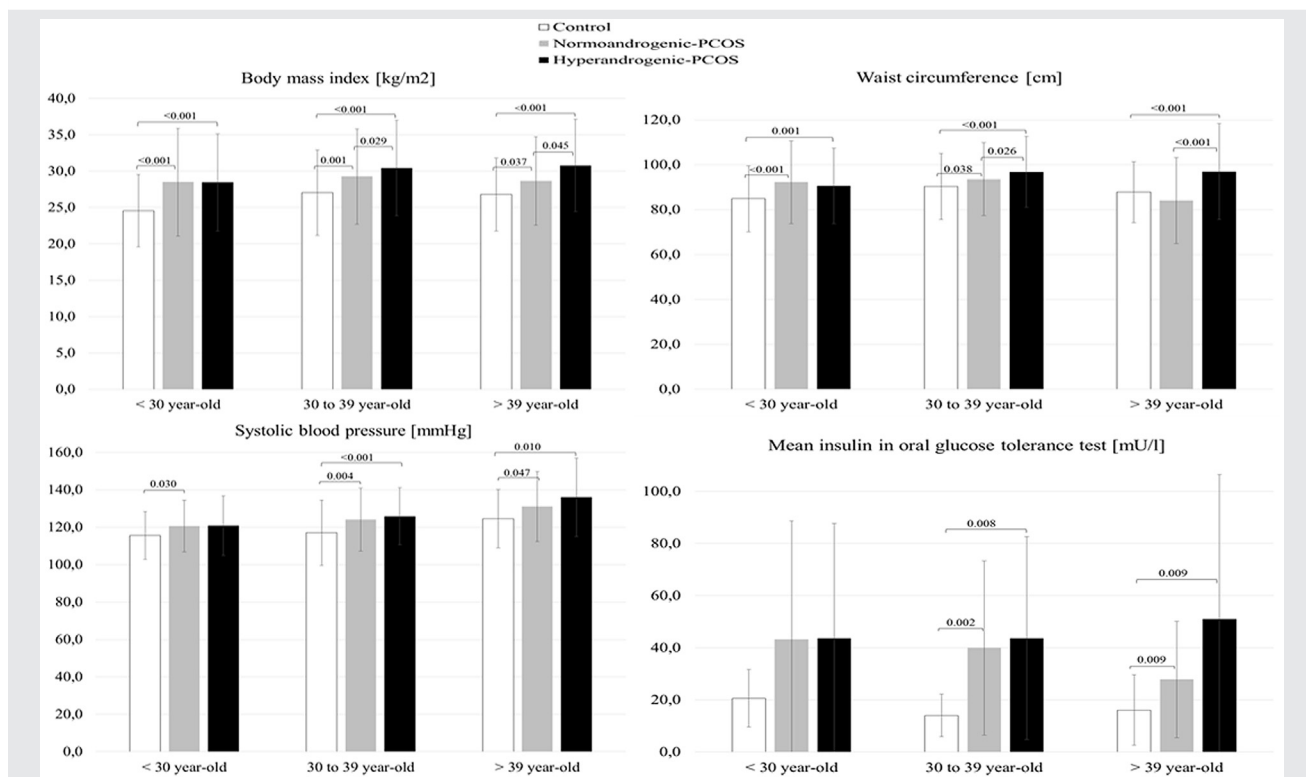 Control
Normoandrogenic-PCOS
Hyperandrogenic-PCOS
Body mass index [kg/m2]
40,0
35,0
30,0
25,0
20,0
15,0
10,0
5,0
0,0
<0.001
<0.001
<0.001
0.001
0.029
<0.001
0.037
0.045
< 30 year-old
30 to 39 year-old
> 39 year-old
Waist circumference [cm]
120,0
100,0
80,0
60,0
40,0
20,0
0,0
0.001
<0.001
<0.001
0.038
0.026
<0.001
<0.001
< 30 year-old
30 to 39 year-old
> 39 year-old
Systolic blood pressure [mmHg]
160,0
140,0
120,0
100,0
80,0
60,0
40,0
20,0
0,0
0.030
<0.001
0.004
0.010
0.047
< 30 year-old
30 to 39 year-old
> 39 year-old
Mean insulin in oral glucose tolerance test [mU/l]
100,0
80,0
60,0
40,0
20,0
0,0
0.008
0.002
0.009
0.009
< 30 year-old
30 to 39 year-old
> 39 year-old